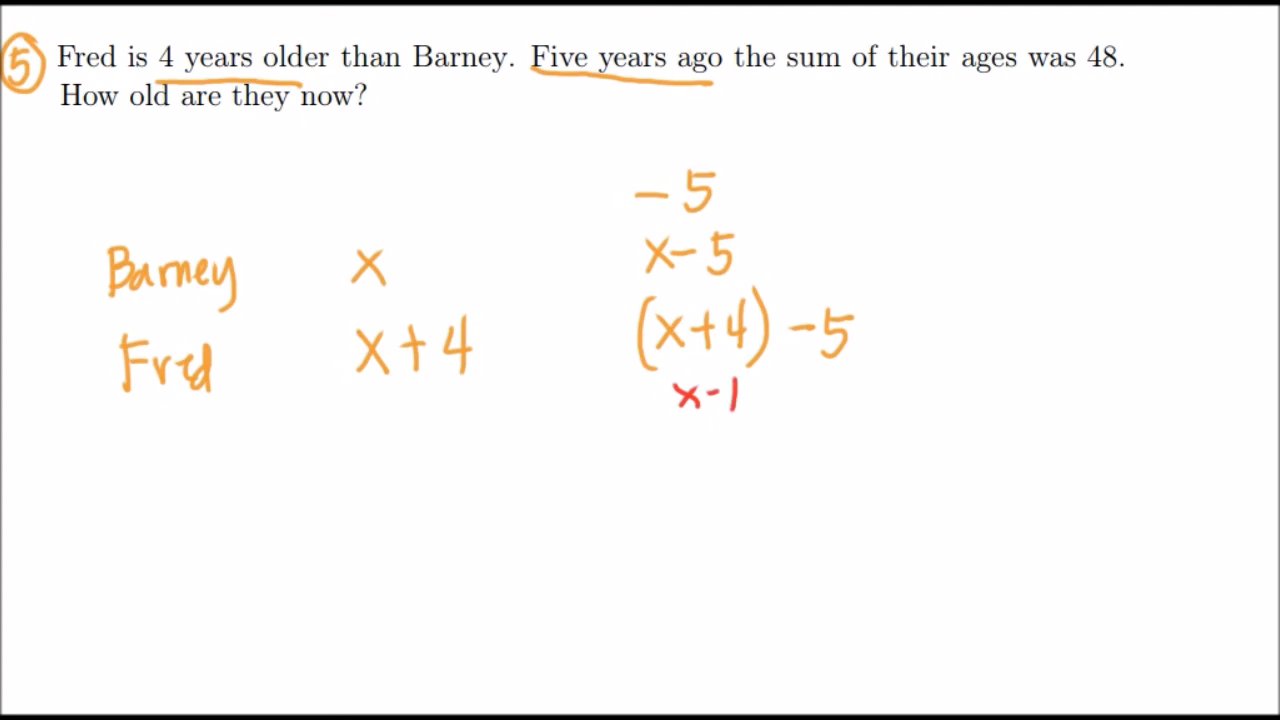 5 Fred is 4 years older than Barney. Five years ago the sum of their ages was 48.
How old are they now?
-5
Barney x x-5
Fred x+4 (x+4)-5
x-1